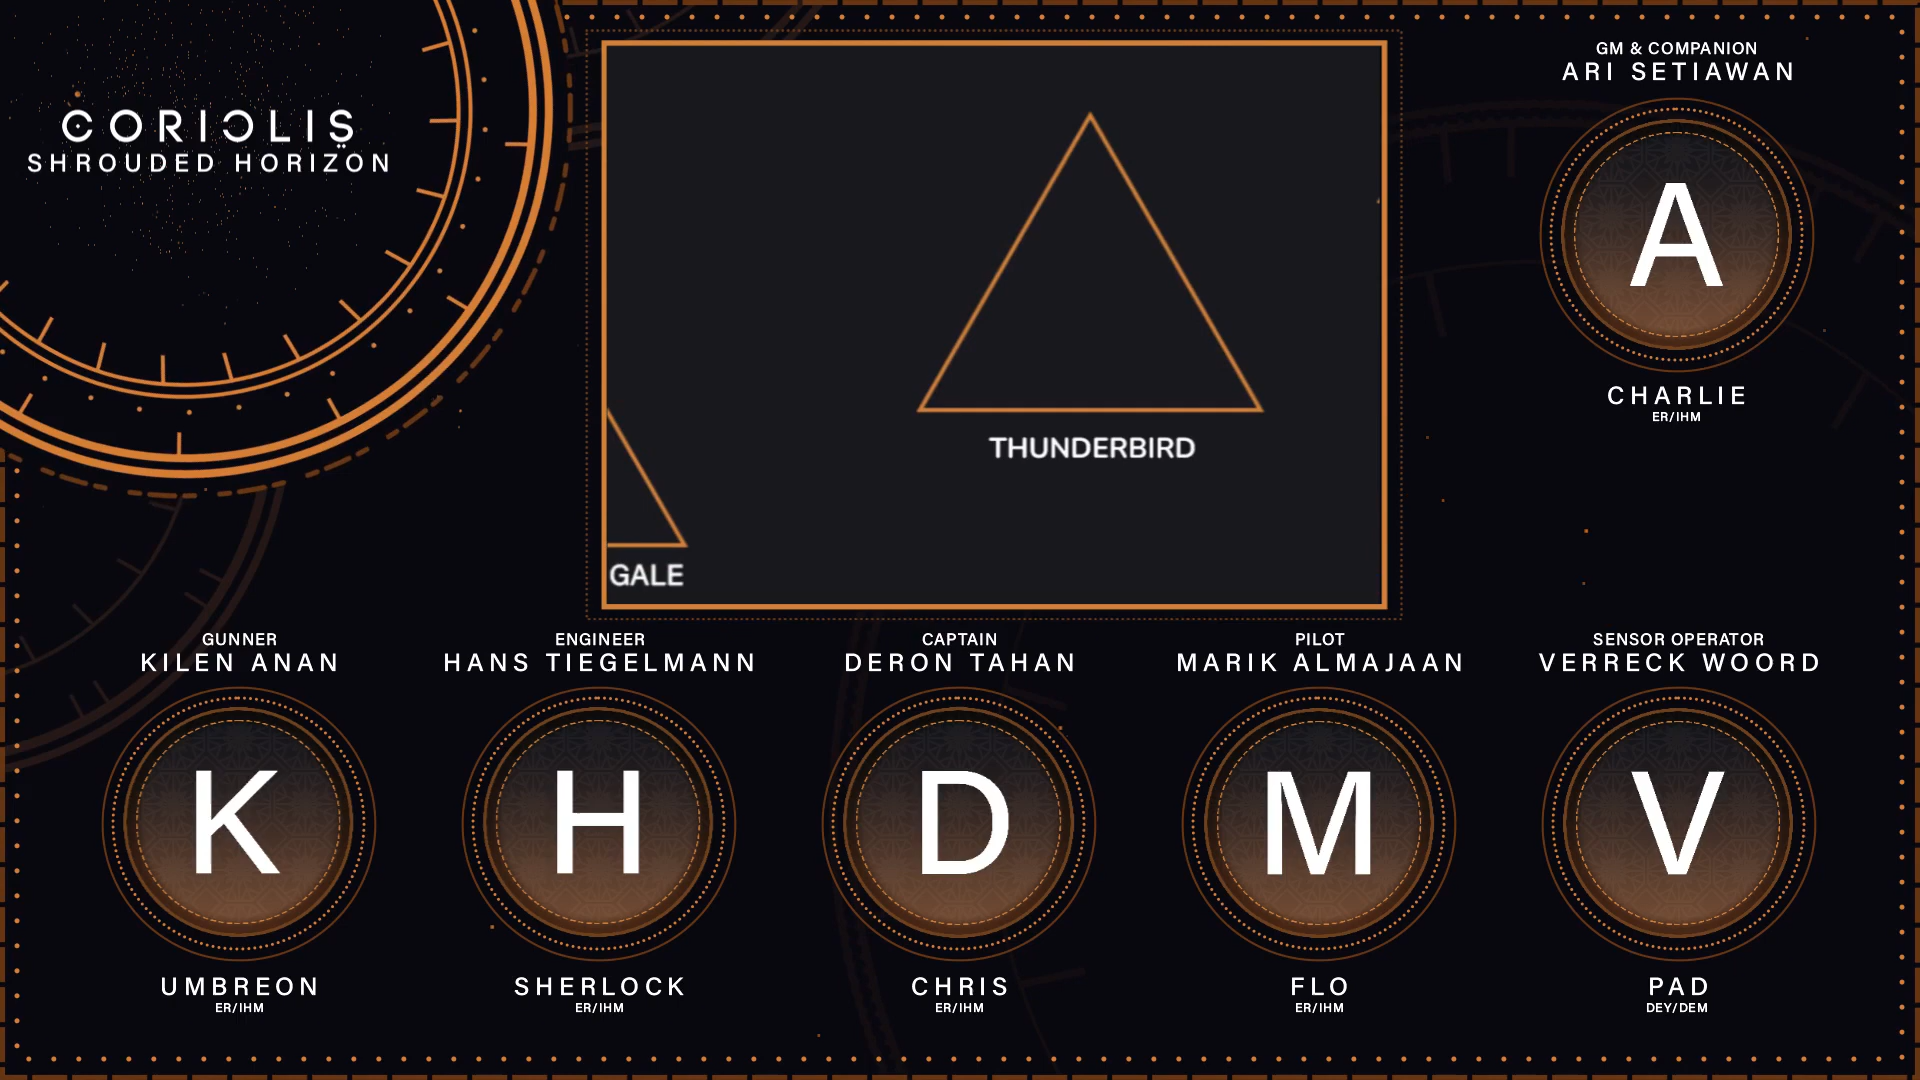 CORIOLIS
SHROUDED HORIZON
GM & COMPANION
ARI SETIAWAN
A
CHARLIE
ER/IHM
THUNDERBIRD
GALE
GUNNER
KILEN ANAN
K
UMBREON
ER/IHM
ENGINEER
HANS TIEGELMANN
H
SHERLOCK
ER/IHM
CAPTAIN
DERON TAHAN
D
CHRIS
ER/IHM
PILOT
MARIK ALMAJAAN
M
FLO
ER/IHM
SENSOR OPERATOR
VERRECK WOORD
V
PAD
DEY/DEM